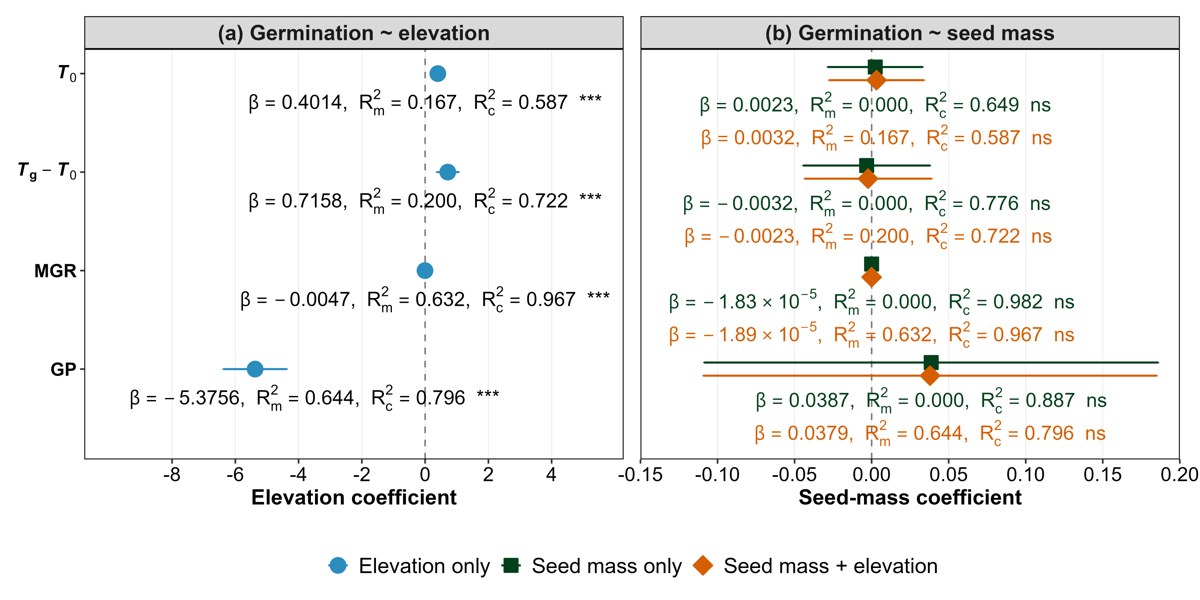 (a) Germination ~ elevation
(b) Germination ~ seed mass
T₀
β = 0.4014, R²m = 0.167, R²c = 0.587 ***
Tg − T₀
β = 0.7158, R²m = 0.200, R²c = 0.722 ***
MGR
β = − 0.0047, R²m = 0.632, R²c = 0.967 ***
GP
β = − 5.3756, R²m = 0.644, R²c = 0.796 ***
-8 -6 -4 -2 0 2 4
Elevation coefficient
β = 0.0023, R²m = 0.000, R²c = 0.649 ns
β = 0.0032, R²m = 0.167, R²c = 0.587 ns
β = − 0.0032, R²m = 0.000, R²c = 0.776 ns
β = − 0.0023, R²m = 0.200, R²c = 0.722 ns
β = − 1.83 × 10⁻⁵, R²m = 0.000, R²c = 0.982 ns
β = − 1.89 × 10⁻⁵, R²m = 0.632, R²c = 0.967 ns
β = 0.0387, R²m = 0.000, R²c = 0.887 ns
β = 0.0379, R²m = 0.644, R²c = 0.796 ns
-0.15 -0.10 -0.05 0.00 0.05 0.10 0.15 0.20
Seed-mass coefficient
Elevation only Seed mass only Seed mass + elevation